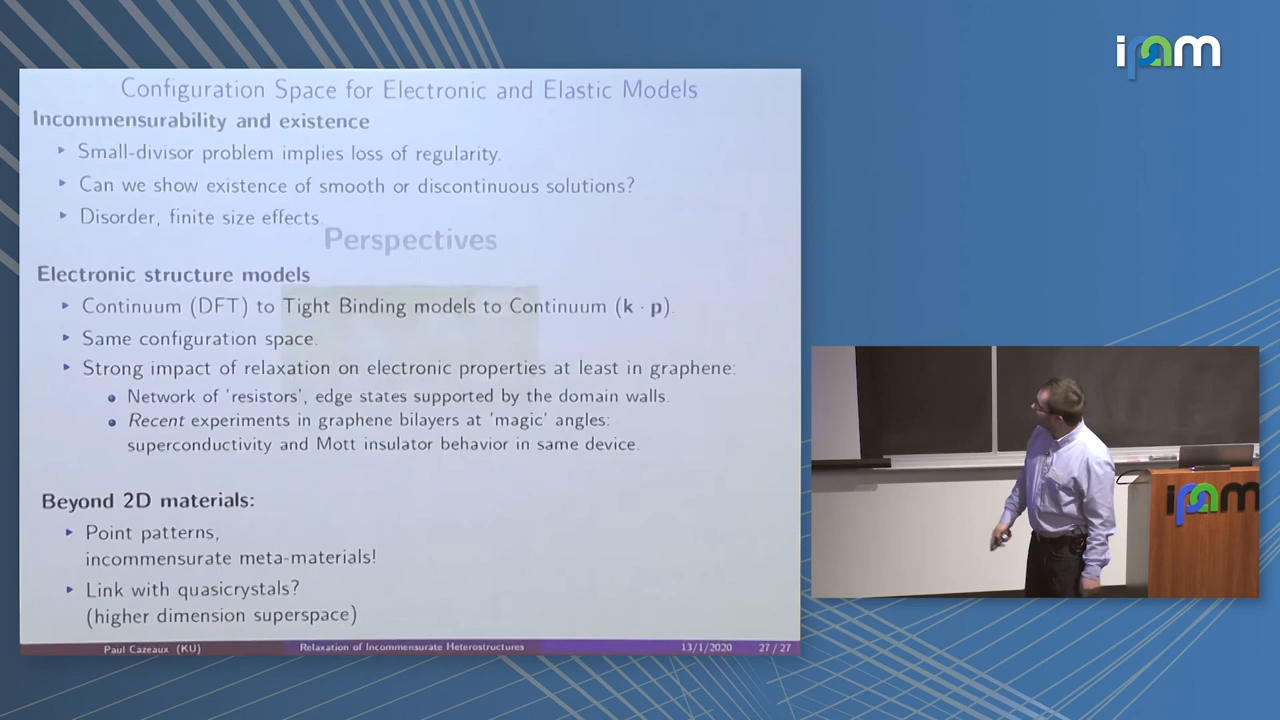 ipam
Configuration Space for Electronic and Elastic Models
Incommensurability and existence
Small-divisor problem implies loss of regularity.
Can we show existence of smooth or discontinuous solutions?
Disorder, finite size effects
Perspectives
Electronic structure models
Continuum (DFT) to Tight Binding models to Continuum (k · p).
Same configuration space.
Strong impact of relaxation on electronic properties at least in graphene:
Network of 'resistors', edge states supported by the domain walls.
Recent experiments in graphene bilayers at 'magic' angles:
superconductivity and Mott insulator behavior in same device.
Beyond 2D materials:
Point patterns,
incommensurate meta-materials!
Link with quasicrystals?
(higher dimension superspace)
Paul Cazeaux (KU) Relaxation of Incommensurate Heterostructures 13/1/2020 27 / 27
ipam